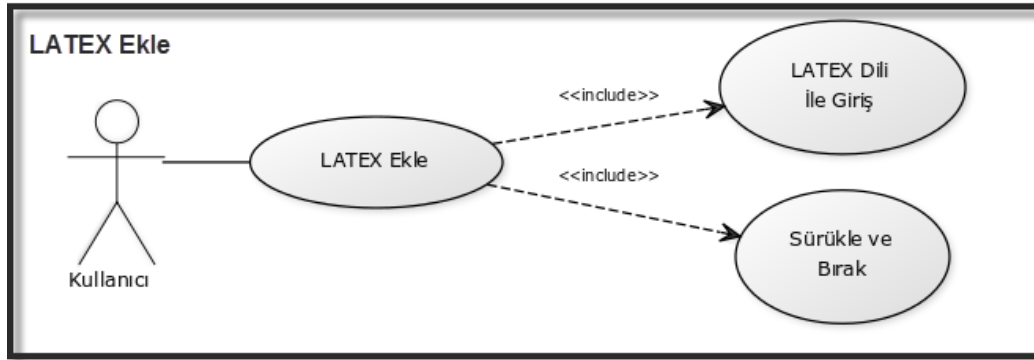 LATEX Ekle
<<include>>
LATEX Dili
İle Giriş
LATEX Ekle
<<include>>
Sürükle ve
Bırak
Kullanıcı